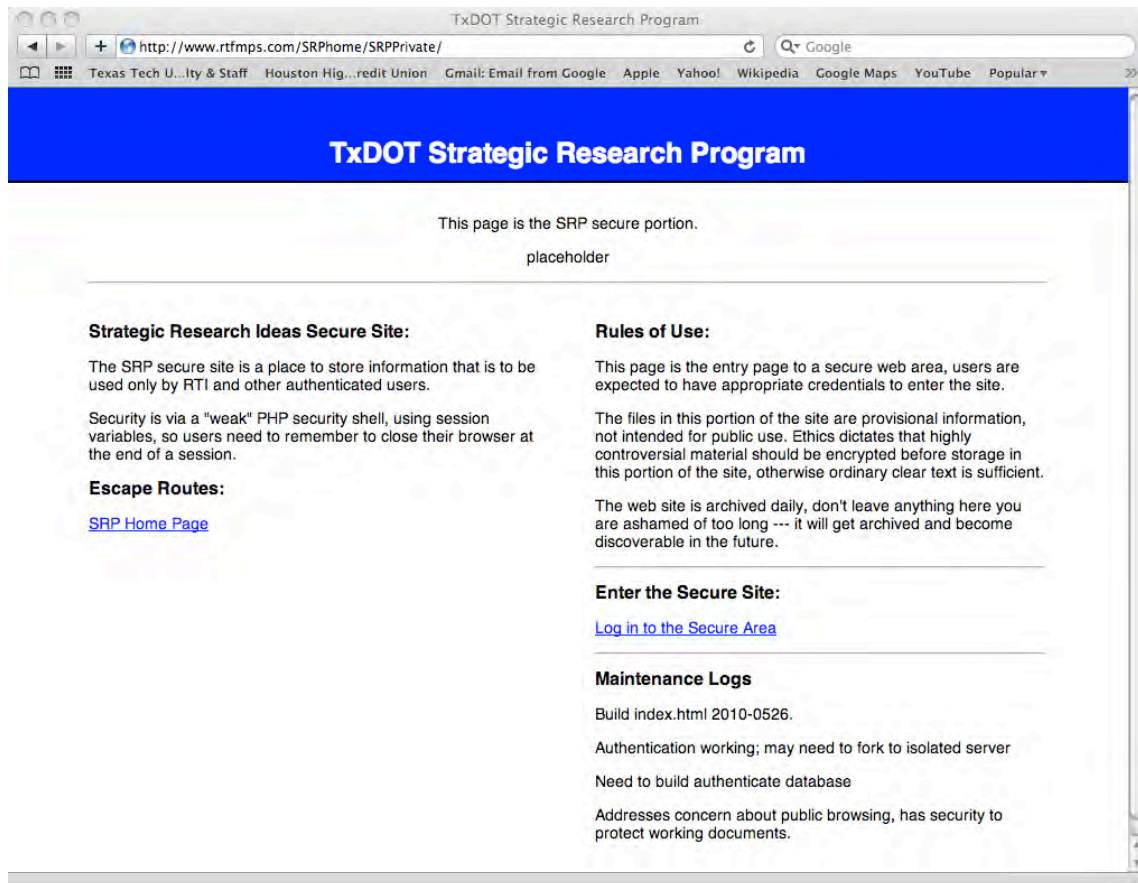 TxDOT Strategic Research Program
http://www.rtfmps.com/SRPhome/SRPPrivate/
Google
Texas Tech U...lty & Staff Houston Hig...redit Union Gmail: Email from Google Apple Yahoo! Wikipedia Google Maps YouTube Popular
TxDOT Strategic Research Program
This page is the SRP secure portion.
placeholder
Strategic Research Ideas Secure Site:
The SRP secure site is a place to store information that is to be
used only by RTI and other authenticated users.
Security is via a "weak" PHP security shell, using session
variables, so users need to remember to close their browser at
the end of a session.
Escape Routes:
SRP Home Page
Rules of Use:
This page is the entry page to a secure web area, users are
expected to have appropriate credentials to enter the site.
The files in this portion of the site are provisional information,
not intended for public use. Ethics dictates that highly
controversial material should be encrypted before storage in
this portion of the site, otherwise ordinary clear text is sufficient.
The web site is archived daily, don't leave anything here you
are ashamed of too long --- it will get archived and become
discoverable in the future.
Enter the Secure Site:
Log in to the Secure Area
Maintenance Logs
Build index.html 2010-0526.
Authentication working; may need to fork to isolated server
Need to build authenticate database
Addresses concern about public browsing, has security to
protect working documents.